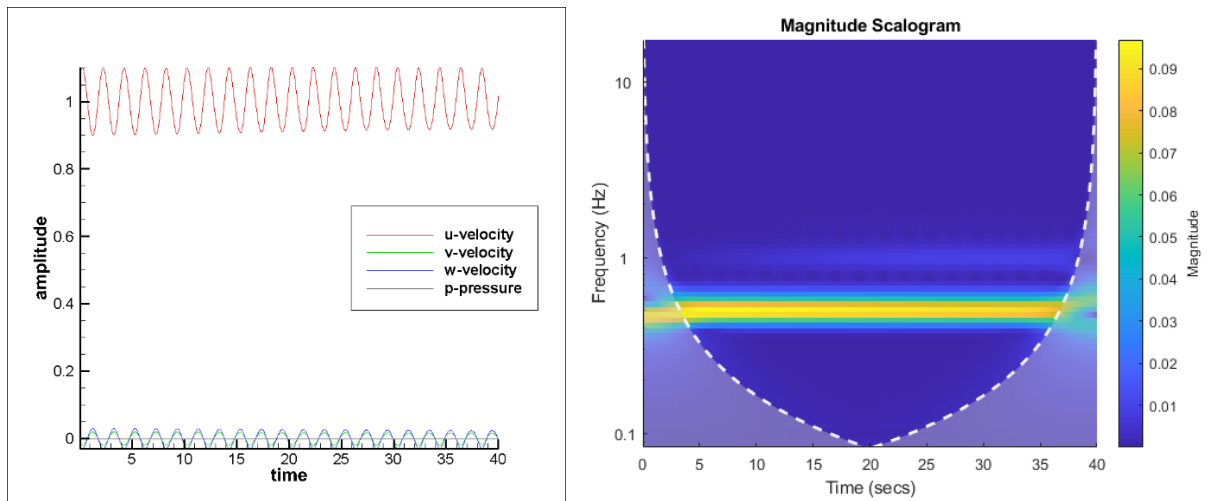 1
0.8
0.6
0.4
0.2
0
amplitude
0 5 10 15 20 25 30 35 40
time
u-velocity
v-velocity
w-velocity
p-pressure
Magnitude Scalogram
10
1
0.1
Frequency (Hz)
0 5 10 15 20 25 30 35 40
Time (secs)
0.09
0.08
0.07
0.06
0.05
0.04
0.03
0.02
0.01
Magnitude